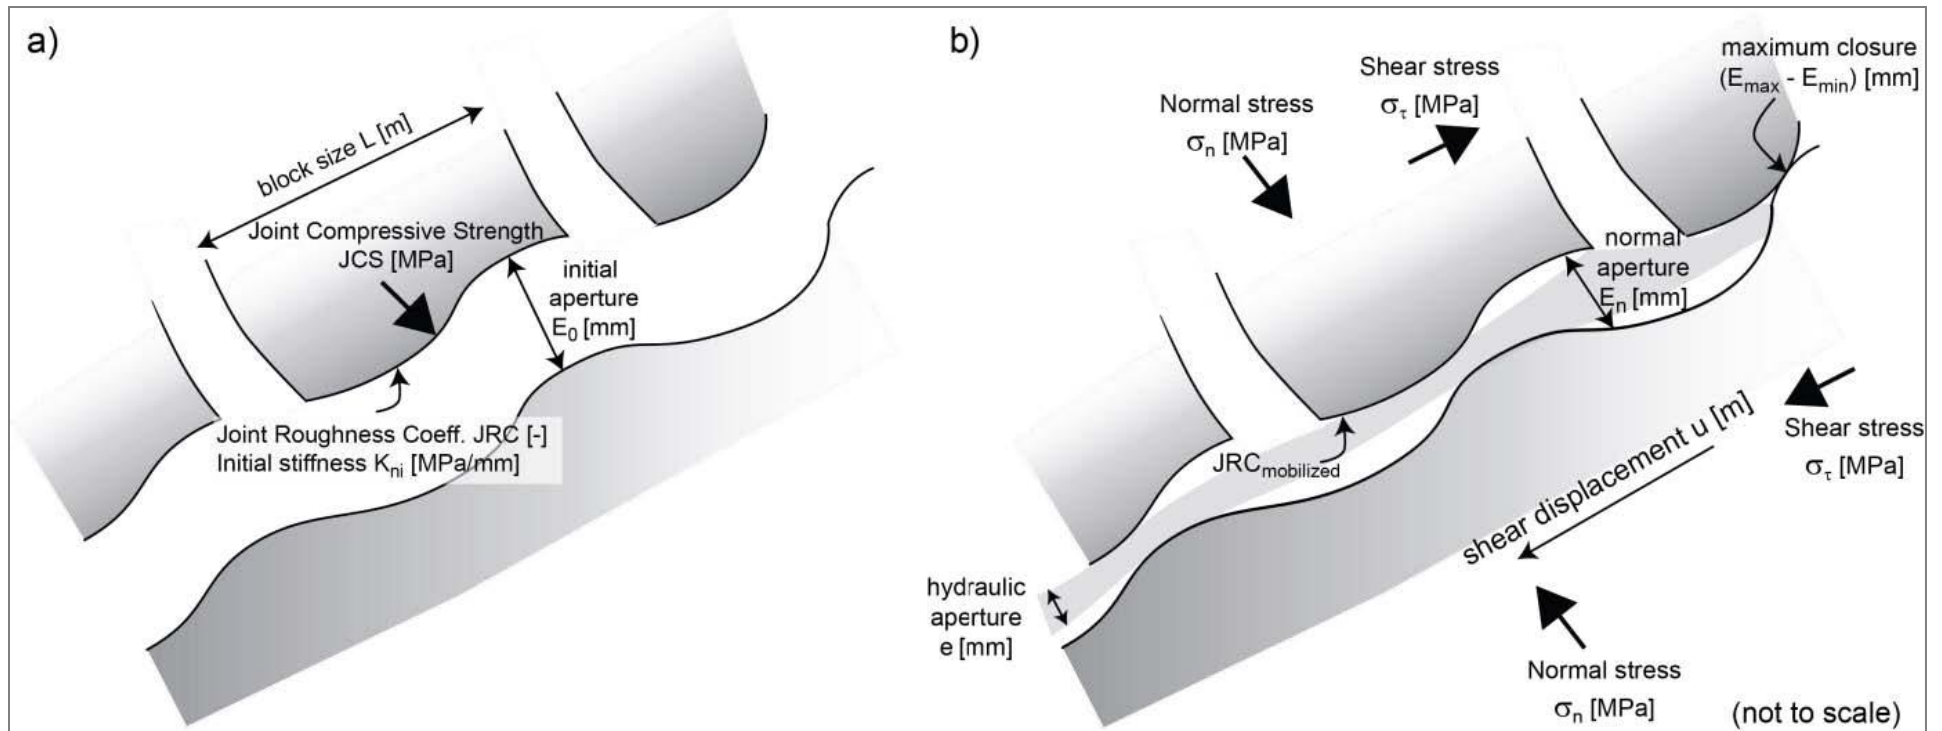 a)
block size L [m]
Joint Compressive Strength
JCS [MPa]
initial
aperture
E0 [mm]
Joint Roughness Coeff. JRC [-]
Initial stiffness Kni [MPa/mm]
b)
Normal stress
σn [MPa]
Shear stress
στ [MPa]
maximum closure
(Emax - Emin) [mm]
normal
aperture
En [mm]
JRCmobilized
shear displacement u [m]
Shear stress
στ [MPa]
hydraulic
aperture
e [mm]
Normal stress
σn [MPa]
(not to scale)